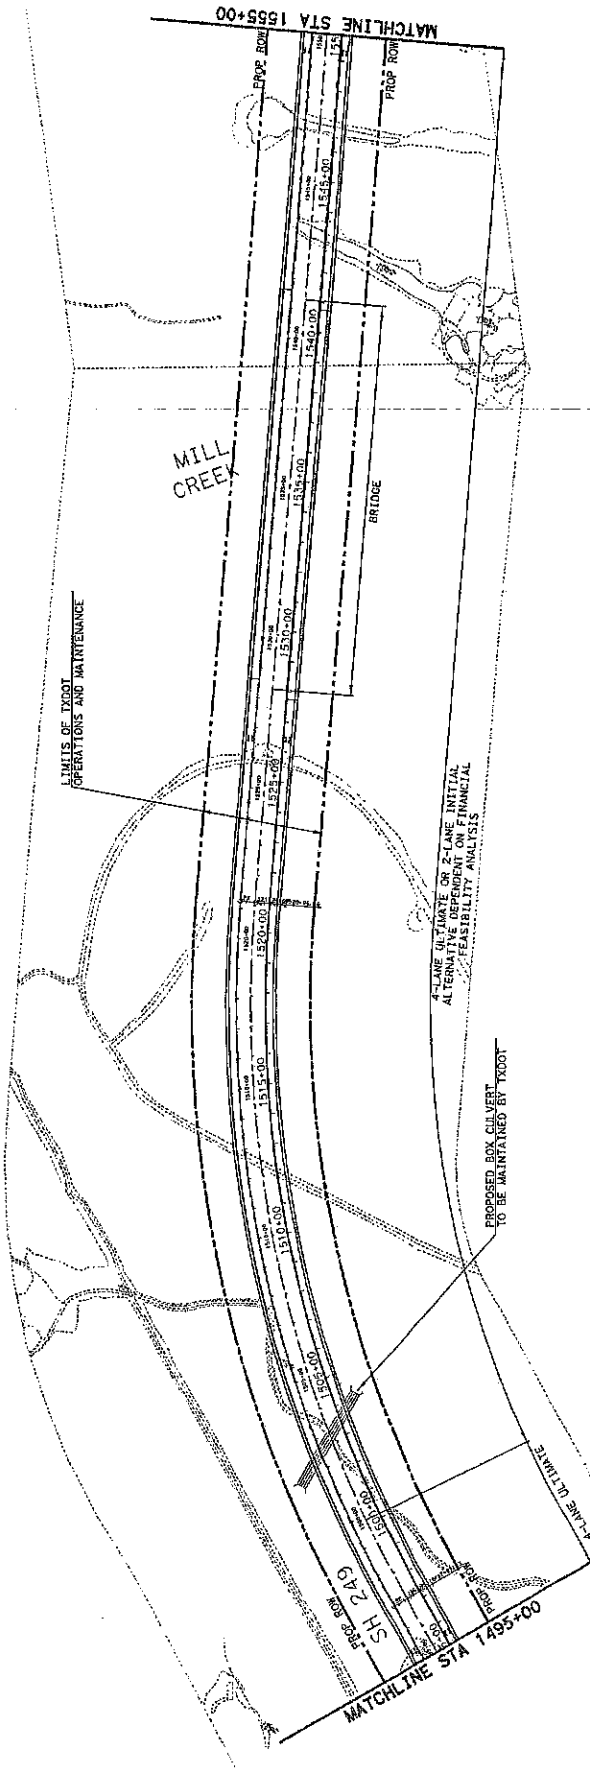 MATCHLINE STA 1555+00
PROP ROW
PROP ROW
1545+00
1540+00
MILL
CREEK
1535+00
BRIDGE
1530+00
LIMITS OF TXDOT
OPERATIONS AND MAINTENANCE
1525+00
1520+00
4-LANE ULTIMATE OR 2-LANE INITIAL
ALTERNATIVE DEPENDENT ON FINANCIAL
FEASIBILITY ANALYSIS
1515+00
PROPOSED BOX CULVERT
TO BE MAINTAINED BY TXDOT
1510+00
1505+00
1500+00
4-LANE ULTIMATE
SH 249
PROP ROW
PROP ROW
MATCHLINE STA 1495+00